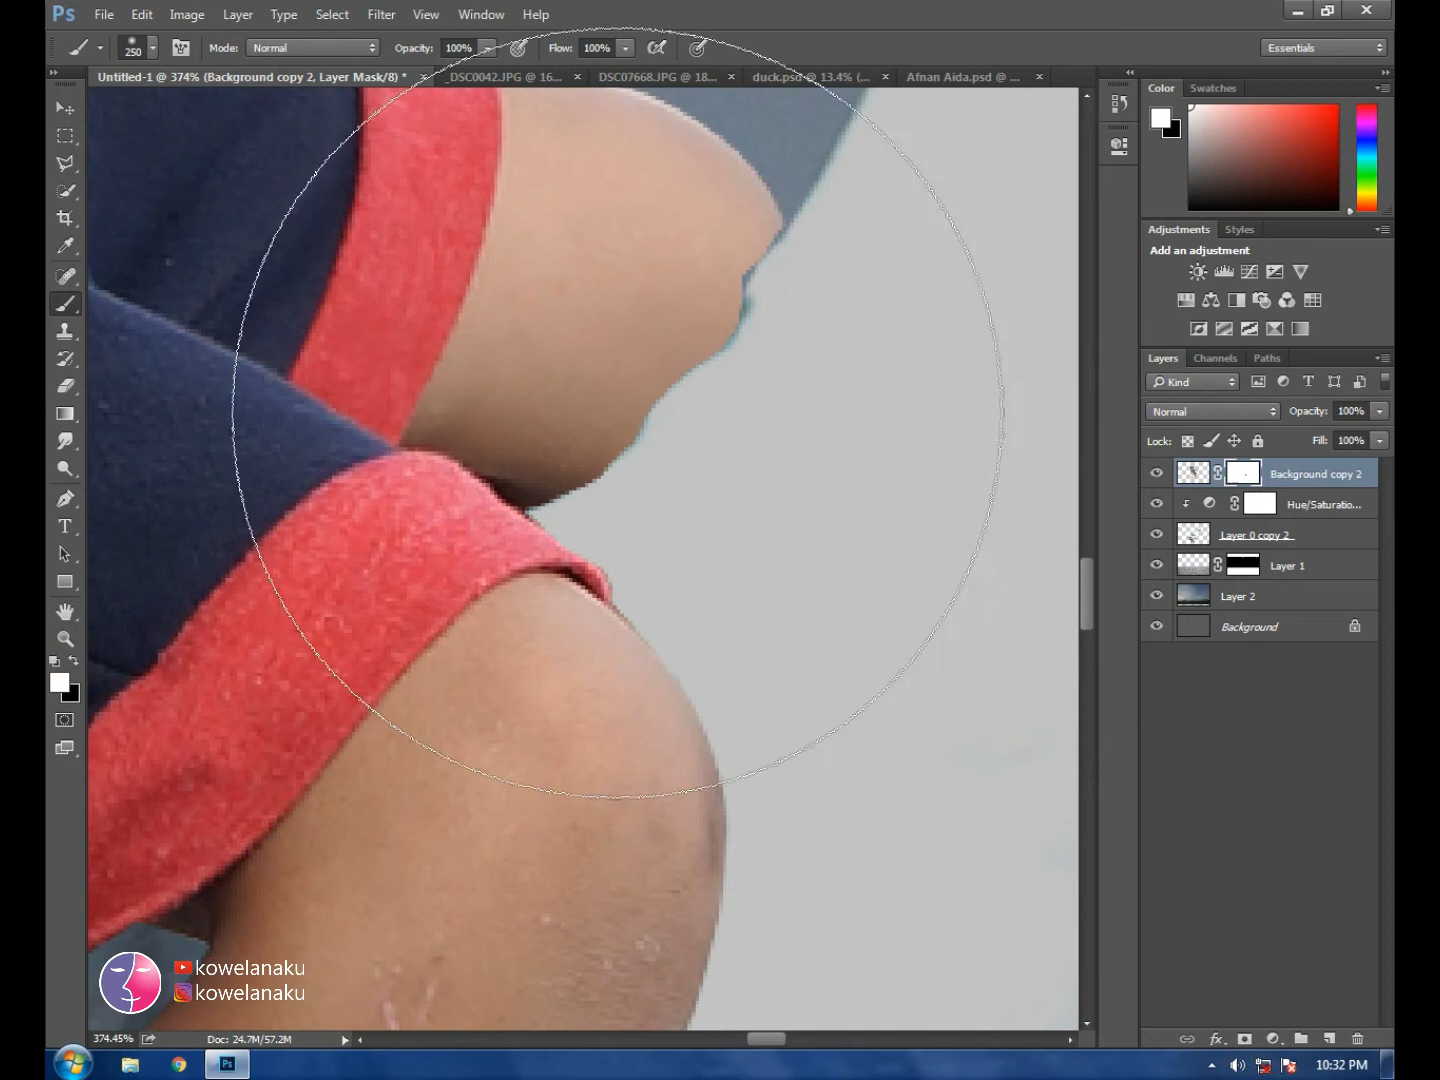 Ps File Edit Image Layer Type Select Filter View Window Help
250 Mode: Normal Opacity: 100% Flow: 100% Essentials
Untitled-1 @ 374% (Background copy 2, Layer Mask/8) * × _DSC0042.JPG @ 16... × DSC07668.JPG @ 18... × duck.psd @ 13.4% (... × Afnan Aida.psd @ ... ×
Color Swatches
Adjustments Styles
Add an adjustment
Layers Channels Paths
Kind
Normal Opacity: 100%
Lock: Fill: 100%
Background copy 2
Hue/Saturatio...
Layer 0 copy 2
Layer 1
Layer 2
Background
kowelanaku
kowelanaku
374.45% Doc: 24.7M/57.2M
fx
Ps 10:32 PM